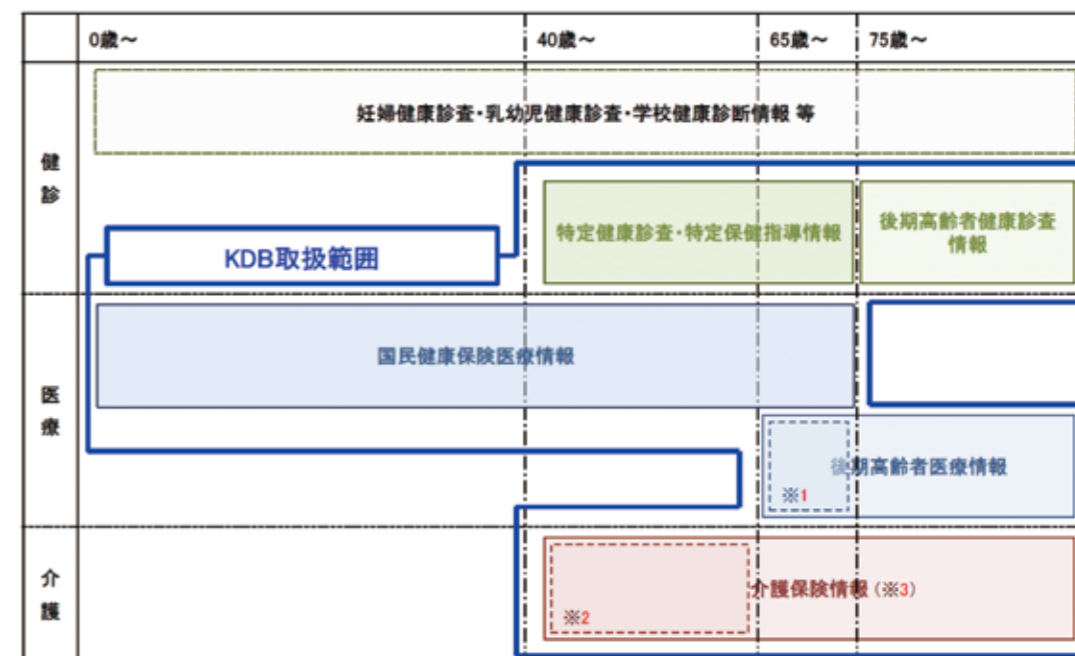 0歳～ 40歳～ 65歳～ 75歳～
健診
妊婦健康診査・乳幼児健康診査・学校健康診断情報 等
特定健康診査・特定保健指導情報
後期高齢者健康診査
情報
KDB取扱範囲
医療
国民健康保険医療情報
後期高齢者医療情報
※1
介護
介護保険情報（※3）
※2